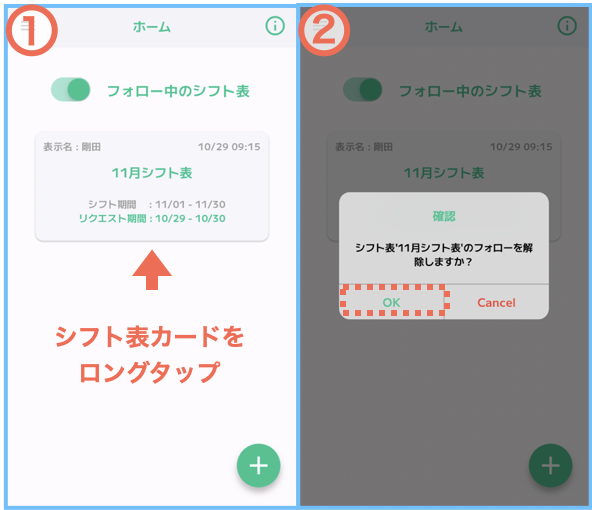 ①
ホーム
フォロー中のシフト表
表示名：剛田 10/29 09:15
11月シフト表
シフト期間 : 11/01 - 11/30
リクエスト期間 : 10/29 - 10/30
シフト表カードを
ロングタップ
②
ホーム
フォロー中のシフト表
表示名：剛田 10/29 09:15
11月シフト表
確認
シフト表'11月シフト表'のフォローを解
除しますか？
OK Cancel